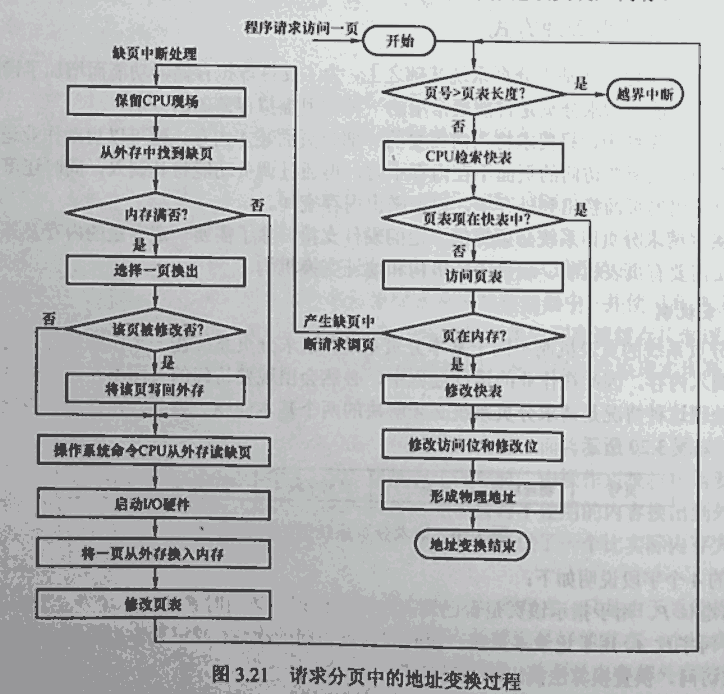 程序请求访问一页
开始
缺页中断处理
保留CPU现场
从外存中找到缺页
内存满否?
否
是
选择一页换出
否
该页被修改否?
是
将该页写回外存
操作系统命令CPU从外存读缺页
启动I/O硬件
将一页从外存换入内存
修改页表
页号>页表长度?
是
越界中断
否
CPU检索快表
页表项在快表中?
是
否
访问页表
产生缺页中
断请求调页
页在内存?
是
修改快表
修改访问位和修改位
形成物理地址
地址变换结束
图 3.21 请求分页中的地址变换过程